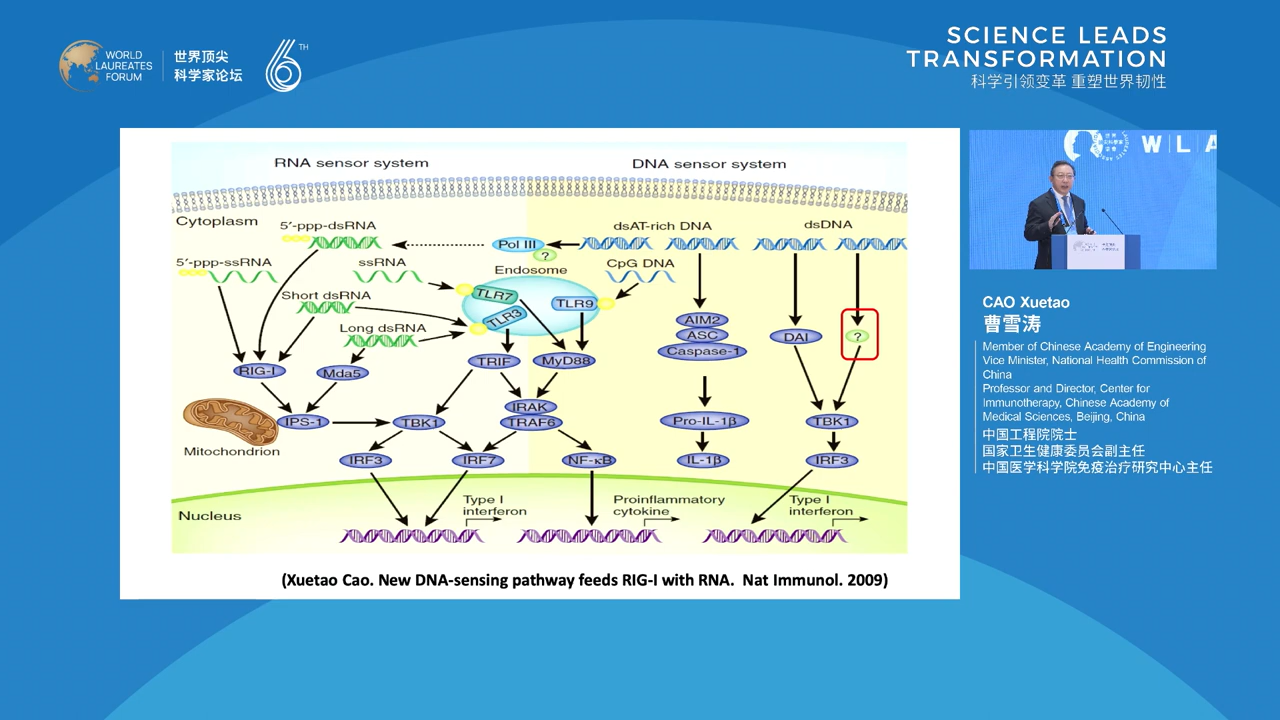 WORLD
LAUREATES
FORUM
世界顶尖
科学家论坛
6TH
SCIENCE LEADS
TRANSFORMATION
科学引领变革 重塑世界韧性
RNA sensor system
DNA sensor system
Cytoplasm
5′-ppp-dsRNA
dsAT-rich DNA
dsDNA
Pol III
?
5′-ppp-ssRNA
ssRNA
Endosome
CpG DNA
Short dsRNA
TLR7
TLR9
TLR3
Long dsRNA
AIM2
ASC
Caspase-1
DAI
?
RIG-I
Mda5
TRIF
MyD88
Mitochondrion
IPS-1
TBK1
IRAK
TRAF6
Pro-IL-1β
TBK1
IRF3
IRF7
NF-κB
IL-1β
IRF3
Nucleus
Type I
interferon
Proinflammatory
cytokine
Type I
interferon
(Xuetao Cao. New DNA-sensing pathway feeds RIG-I with RNA. Nat Immunol. 2009)
W L A
CAO Xuetao
曹雪涛
Member of Chinese Academy of Engineering
Vice Minister, National Health Commission of
China
Professor and Director, Center for
Immunotherapy, Chinese Academy of
Medical Sciences, Beijing, China
中国工程院院士
国家卫生健康委员会副主任
中国医学科学院免疫治疗研究中心主任